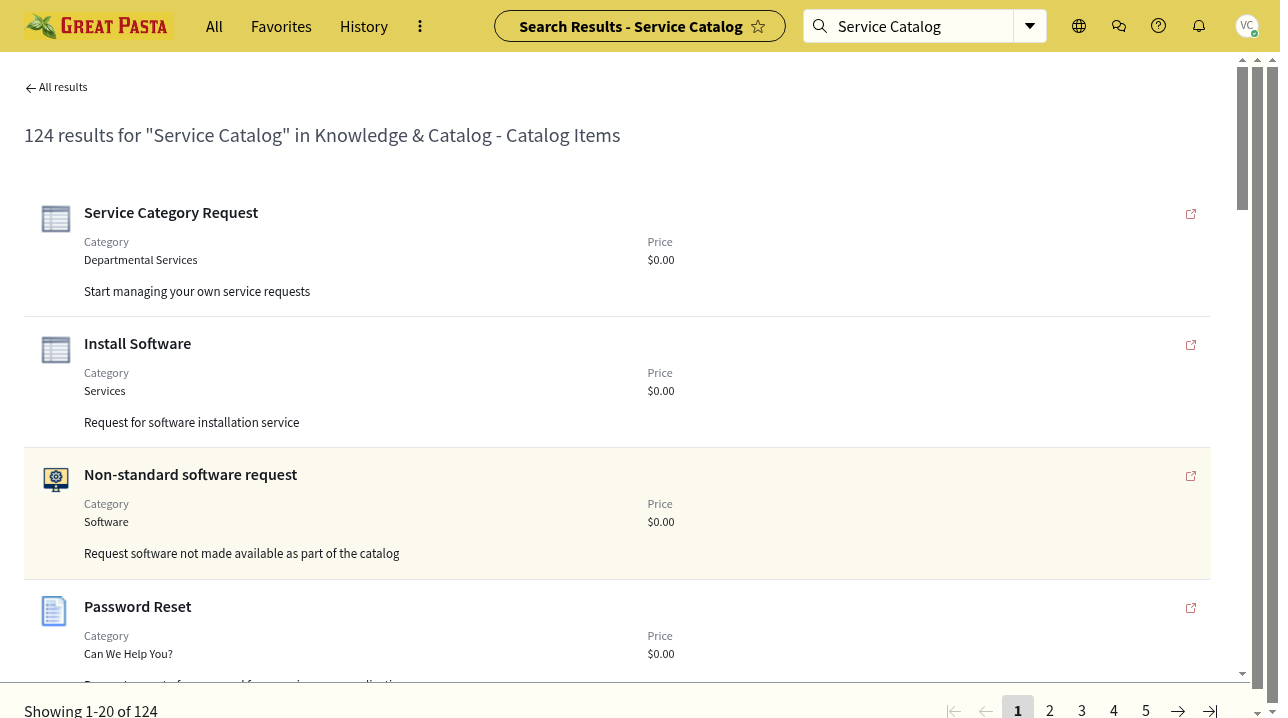 GREAT PASTA All Favorites History Search Results - Service Catalog Service Catalog VC
All results
124 results for "Service Catalog" in Knowledge & Catalog - Catalog Items
Service Category Request
Category Price
Departmental Services $0.00
Start managing your own service requests
Install Software
Category Price
Services $0.00
Request for software installation service
Non-standard software request
Category Price
Software $0.00
Request software not made available as part of the catalog
Password Reset
Category Price
Can We Help You? $0.00
Showing 1-20 of 124 1 2 3 4 5